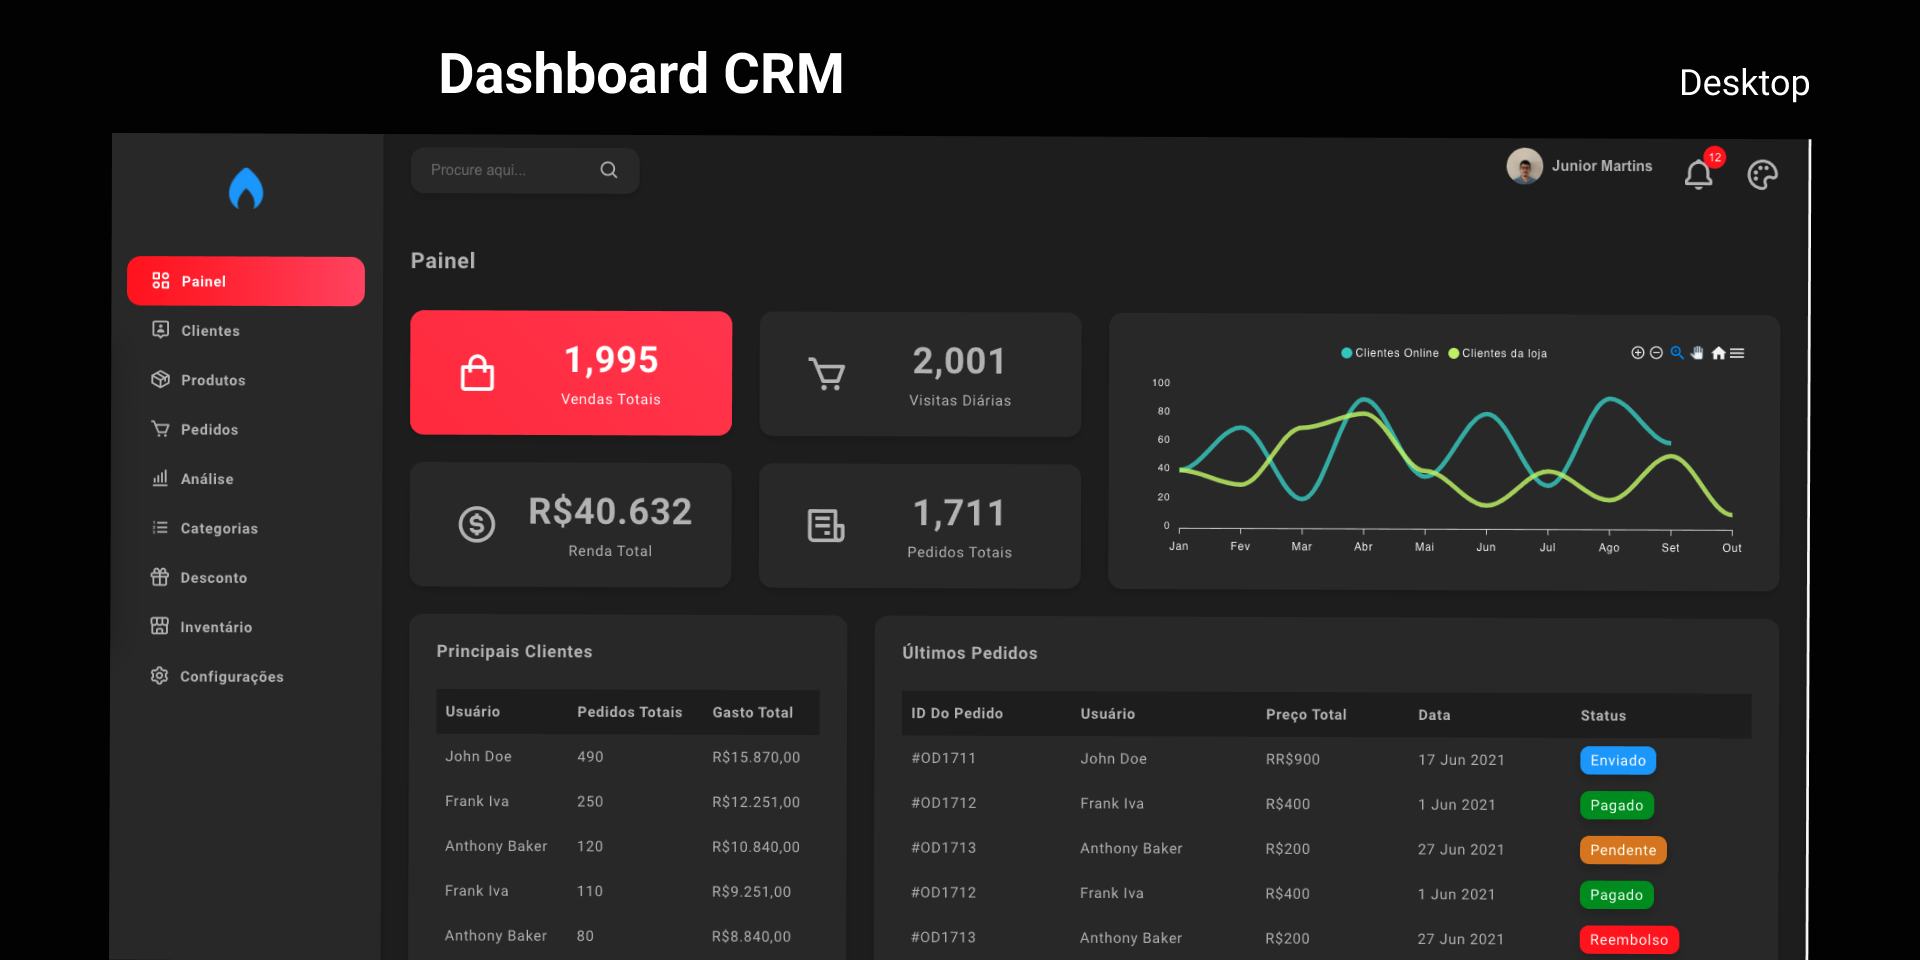 Dashboard CRM
Desktop
Procure aqui...
Junior Martins
12
Painel
Clientes
Produtos
Pedidos
Análise
Categorias
Desconto
Inventário
Configurações
Painel
1,995
Vendas Totais
2,001
Visitas Diárias
R$40.632
Renda Total
1,711
Pedidos Totais
Clientes Online Clientes da loja
100
80
60
40
20
0
Jan Fev Mar Abr Mai Jun Jul Ago Set Out
Principais Clientes
Usuário Pedidos Totais Gasto Total
John Doe 490 R$15.870,00
Frank Iva 250 R$12.251,00
Anthony Baker 120 R$10.840,00
Frank Iva 110 R$9.251,00
Anthony Baker 80 R$8.840,00
Últimos Pedidos
ID Do Pedido Usuário Preço Total Data Status
#OD1711 John Doe RR$900 17 Jun 2021 Enviado
#OD1712 Frank Iva R$400 1 Jun 2021 Pagado
#OD1713 Anthony Baker R$200 27 Jun 2021 Pendente
#OD1712 Frank Iva R$400 1 Jun 2021 Pagado
#OD1713 Anthony Baker R$200 27 Jun 2021 Reembolso